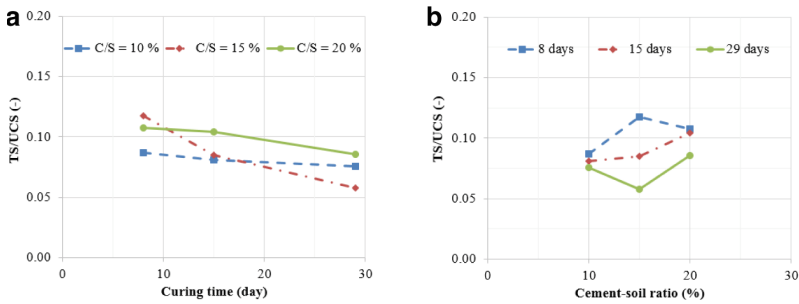 a
0.20
0.15
0.10
0.05
0.00
TS/UCS (-)
C/S = 10 % C/S = 15 % C/S = 20 %
0 10 20 30
Curing time (day)
b
0.20
0.15
0.10
0.05
0.00
TS/UCS (-)
8 days 15 days 29 days
0 10 20 30
Cement-soil ratio (%)